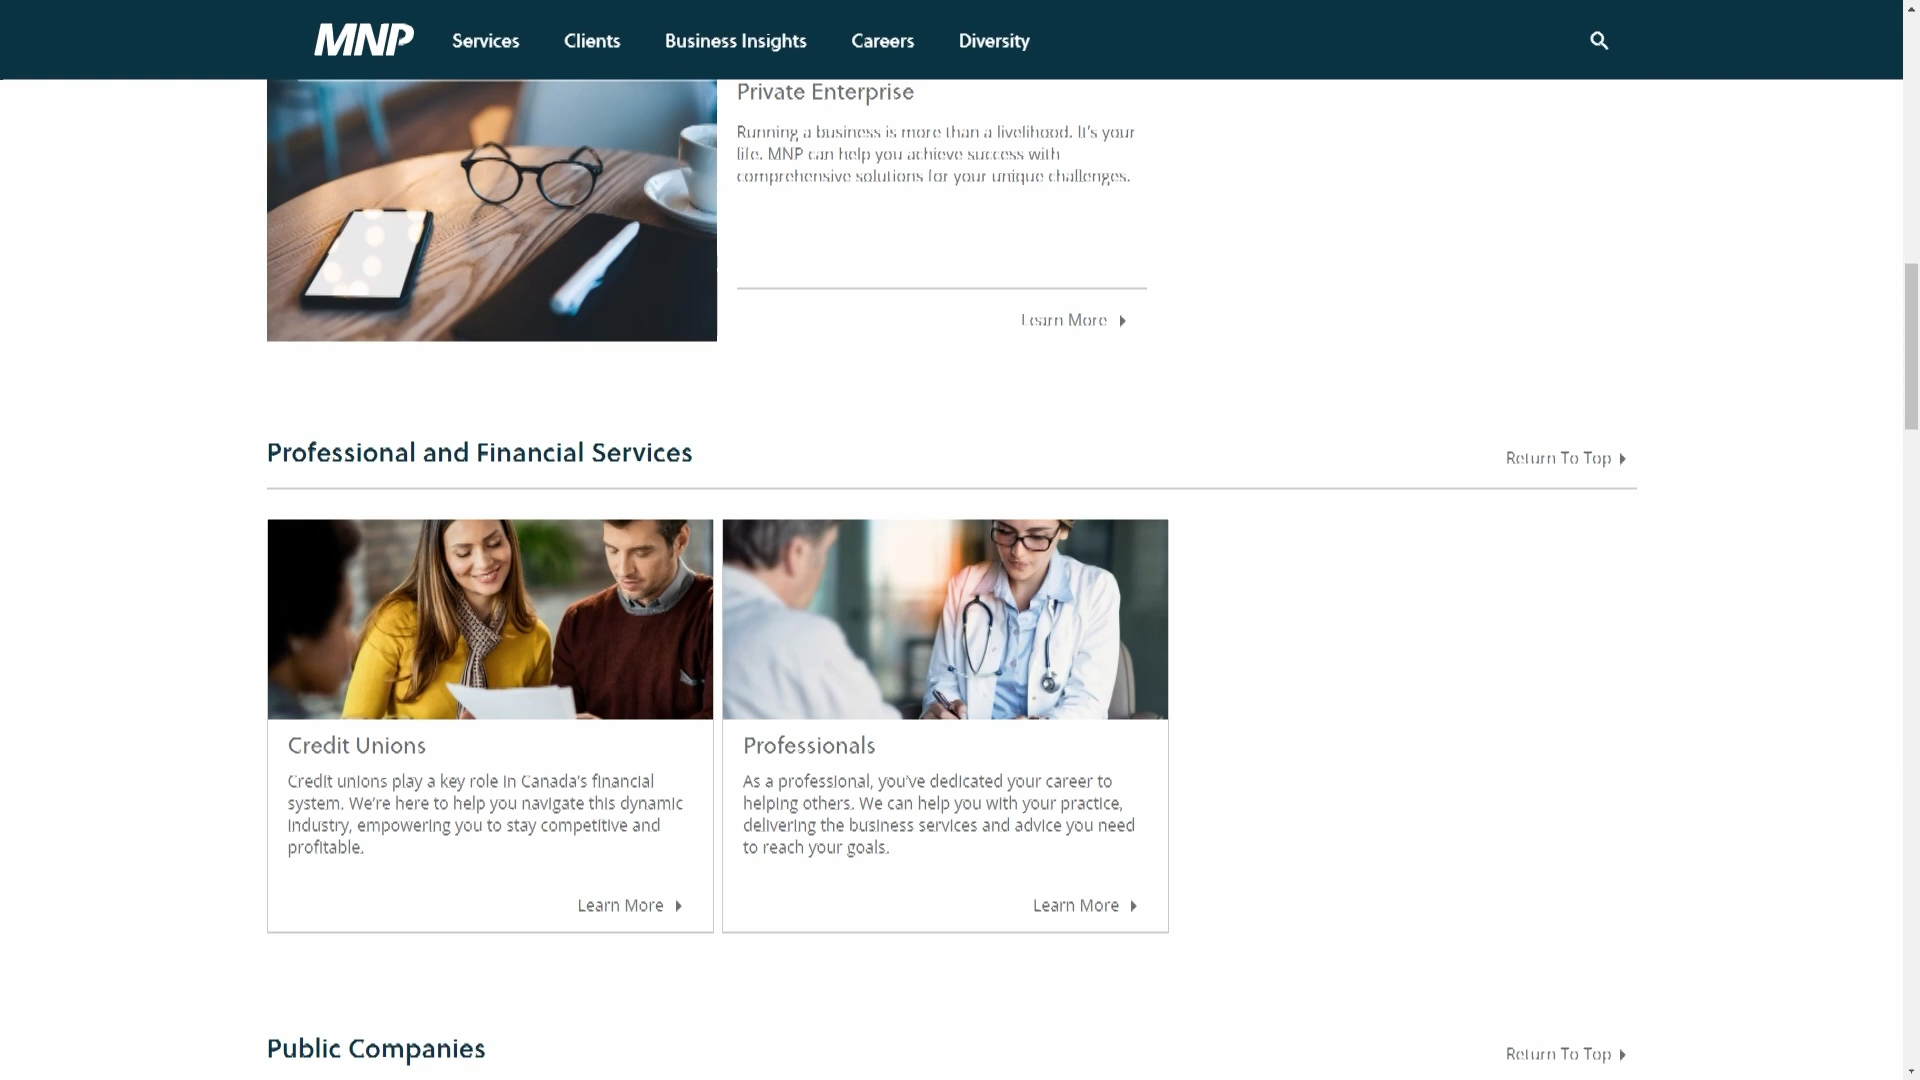 MNP Services Clients Business Insights Careers Diversity
Private Enterprise
Running a business is more than a livelihood. It's your
life. MNP can help you achieve success with
comprehensive solutions for your unique challenges.
Learn More
Professional and Financial Services
Return To Top
Credit Unions
Credit unions play a key role in Canada's financial
system. We're here to help you navigate this dynamic
industry, empowering you to stay competitive and
profitable.
Learn More
Professionals
As a professional, you've dedicated your career to
helping others. We can help you with your practice,
delivering the business services and advice you need
to reach your goals.
Learn More
Public Companies
Return To Top